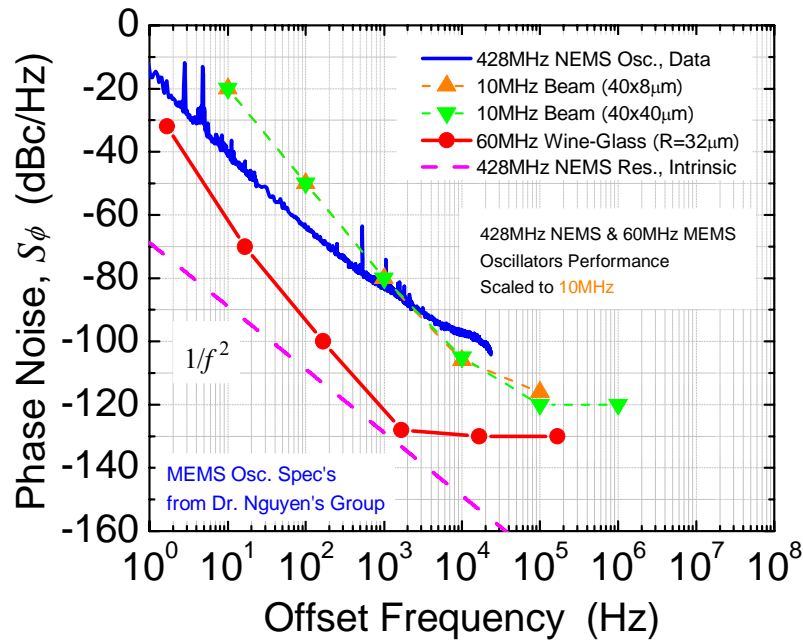 0
-20
-40
-60
-80
-100
-120
-140
-160
Phase Noise, Sϕ (dBc/Hz)
428MHz NEMS Osc., Data
10MHz Beam (40x8μm)
10MHz Beam (40x40μm)
60MHz Wine-Glass (R=32μm)
428MHz NEMS Res., Intrinsic
428MHz NEMS & 60MHz MEMS
Oscillators Performance
Scaled to 10MHz
1/f²
MEMS Osc. Spec's
from Dr. Nguyen's Group
10⁰ 10¹ 10² 10³ 10⁴ 10⁵ 10⁶ 10⁷ 10⁸
Offset Frequency (Hz)